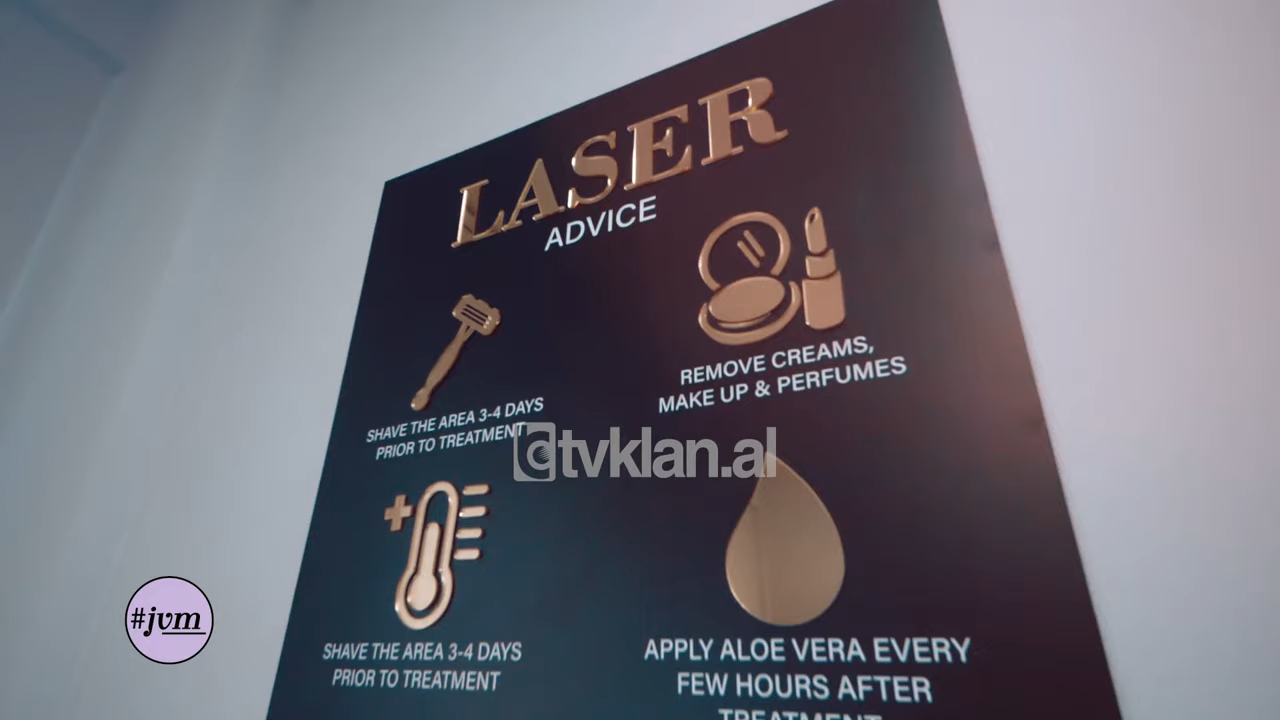 LASER
ADVICE
SHAVE THE AREA 3-4 DAYS
PRIOR TO TREATMENT
REMOVE CREAMS,
MAKE UP & PERFUMES
tvklan.al
SHAVE THE AREA 3-4 DAYS
PRIOR TO TREATMENT
APPLY ALOE VERA EVERY
FEW HOURS AFTER
TREATMENT
#jvm